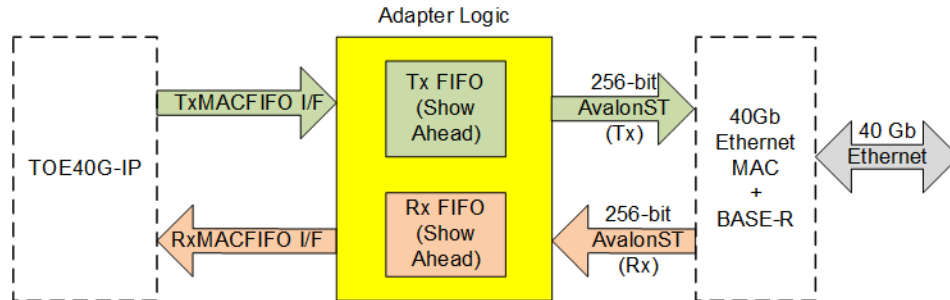 Adapter Logic
TOE40G-IP
TxMACFIFO I/F
Tx FIFO
(Show
Ahead)
256-bit
AvalonST
(Tx)
RxMACFIFO I/F
Rx FIFO
(Show
Ahead)
256-bit
AvalonST
(Rx)
40Gb
Ethernet
MAC
+
BASE-R
40 Gb
Ethernet